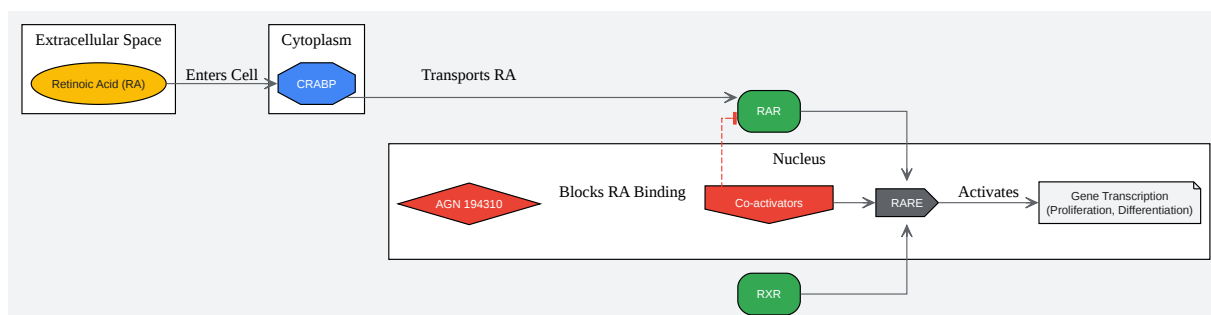 Extracellular Space
Retinoic Acid (RA)
Enters Cell
Cytoplasm
CRABP
Transports RA
RAR
Nucleus
AGN 194310
Blocks RA Binding
Co-activators
RARE
Activates
Gene Transcription
(Proliferation, Differentiation)
RXR